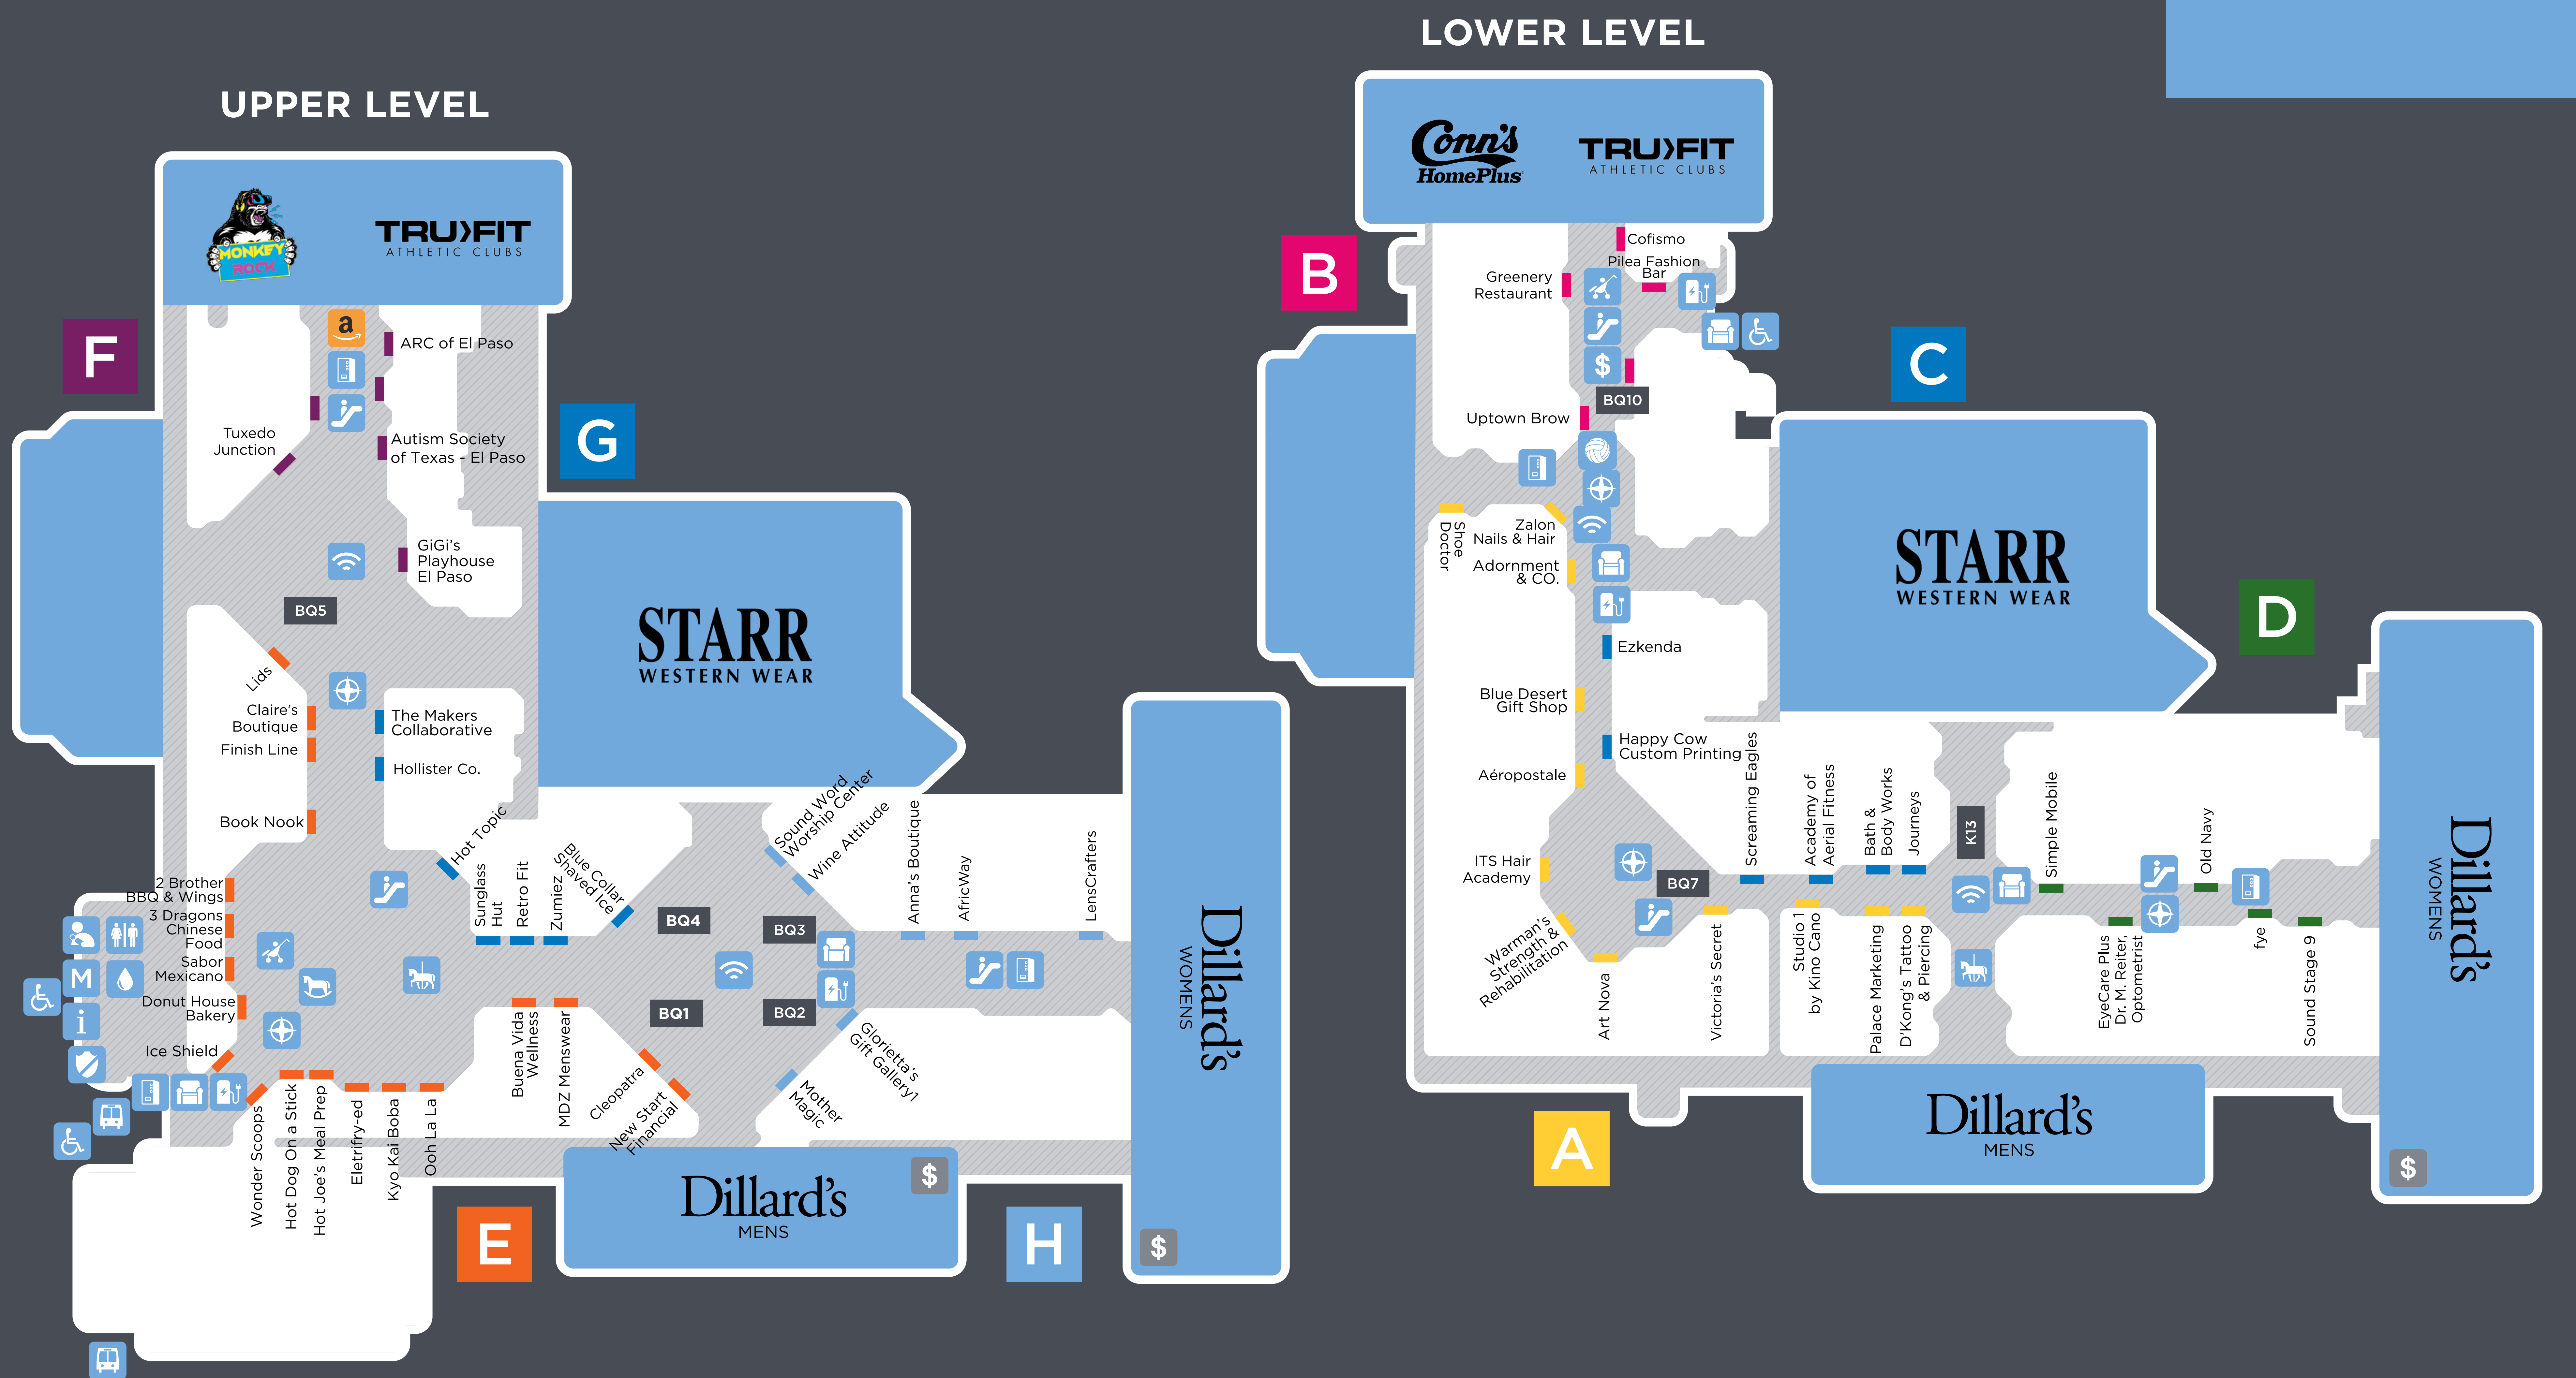 UPPER LEVEL
MONKEY
ROCK
TRU>FIT
ATHLETIC CLUBS
F
a
ARC of El Paso
Tuxedo
Junction
Autism Society
of Texas - El Paso
G
GiGi's
Playhouse
El Paso
BQ5
STARR
WESTERN WEAR
Lids
Claire's
Boutique
Finish Line
The Makers
Collaborative
Hollister Co.
Book Nook
Hot Topic
Sunglass
Hut
Retro Fit
Zumiez
Blue Collar
Shaved Ice
Sound Word
Worship Center
Wine Attitude
Anna's Boutique
AfricWay
LensCrafters
2 Brother
BBQ & Wings
3 Dragons
Chinese
Food
Sabor
Mexicano
Donut House
Bakery
Ice Shield
M
i
BQ4
BQ3
BQ1
BQ2
Buena Vida
Wellness
MDZ Menswear
Cleopatra
New Start
Financial
Glorietta's
Gift Gallery1
Mother
Magic
Wonder Scoops
Hot Dog On a Stick
Hot Joe's Meal Prep
Eletrifry-ed
Kyo Kai Boba
Ooh La La
E
Dillard's
MENS
$
H
Dillard's
WOMENS
$
LOWER LEVEL
Conn's
HomePlus
TRU>FIT
ATHLETIC CLUBS
B
Cofismo
Pilea Fashion
Bar
Greenery
Restaurant
$
BQ10
Uptown Brow
C
Shoe
Doctor
Zalon
Nails & Hair
Adornment
& CO.
STARR
WESTERN WEAR
Ezkenda
D
Blue Desert
Gift Shop
Happy Cow
Custom Printing
Aéropostale
Screaming Eagles
Academy of
Aerial Fitness
Bath &
Body Works
Journeys
K13
Simple Mobile
Old Navy
ITS Hair
Academy
BQ7
Warman's
Strength &
Rehabilitation
Art Nova
Victoria's Secret
Studio 1
by Kino Cano
Palace Marketing
D'Kong's Tattoo
& Piercing
EyeCare Plus
Dr. M. Reiter,
Optometrist
fye
Sound Stage 9
A
Dillard's
MENS
Dillard's
WOMENS
$